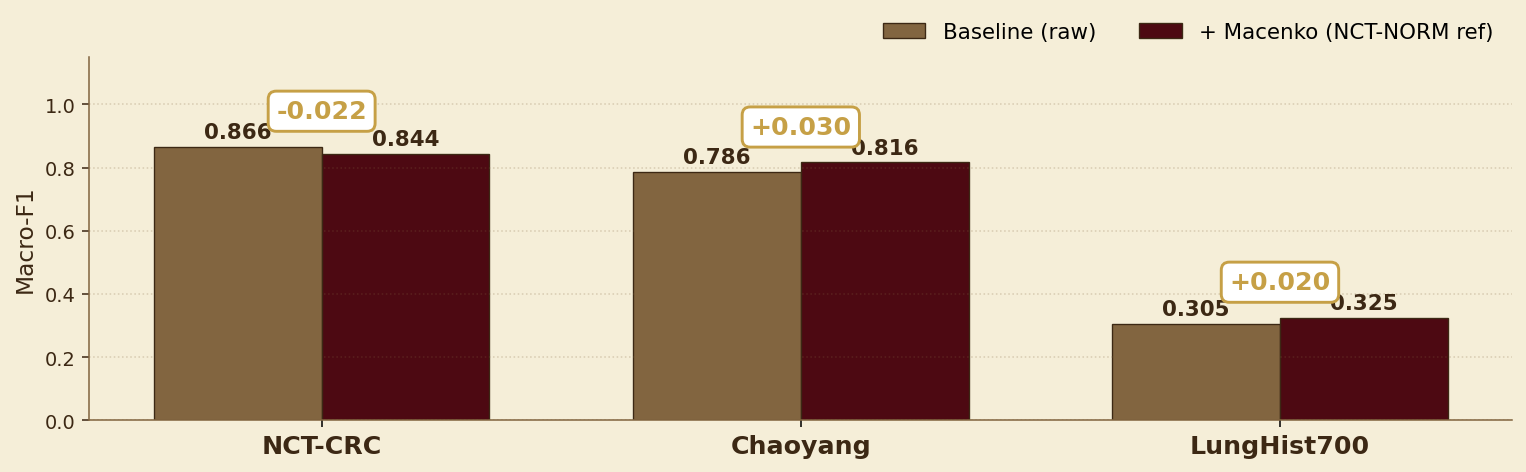 Baseline (raw)
+ Macenko (NCT-NORM ref)
Macro-F1
1.0
0.8
0.6
0.4
0.2
0.0
-0.022
0.866
0.844
+0.030
0.786
0.816
+0.020
0.305
0.325
NCT-CRC
Chaoyang
LungHist700